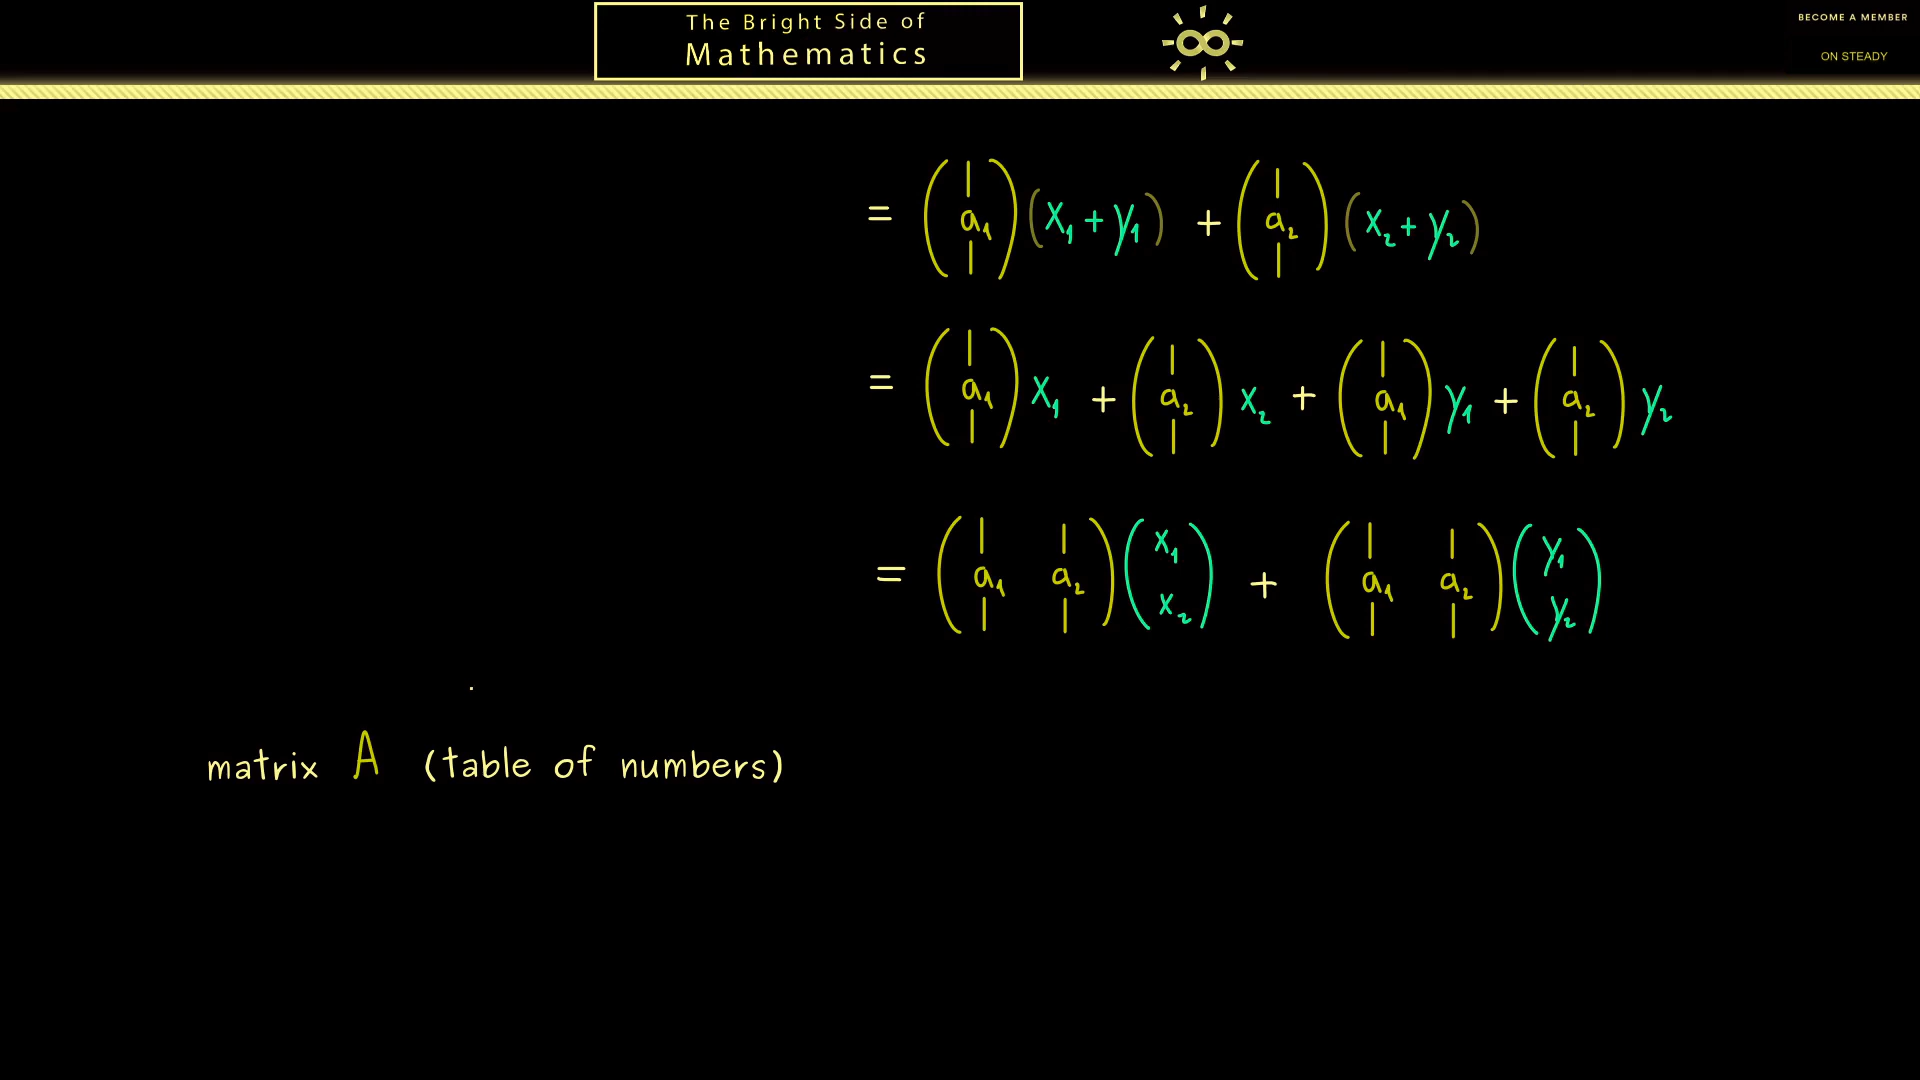 The Bright Side of
Mathematics
BECOME A MEMBER
ON STEADY
= ( | a₁ | ) (x₁ + y₁) + ( | a₂ | ) (x₂ + y₂)
= ( | a₁ | ) x₁ + ( | a₂ | ) x₂ + ( | a₁ | ) y₁ + ( | a₂ | ) y₂
= ( | a₁ | | a₂ | ) ( x₁ x₂ ) + ( | a₁ | | a₂ | ) ( y₁ y₂ )
matrix A (table of numbers)